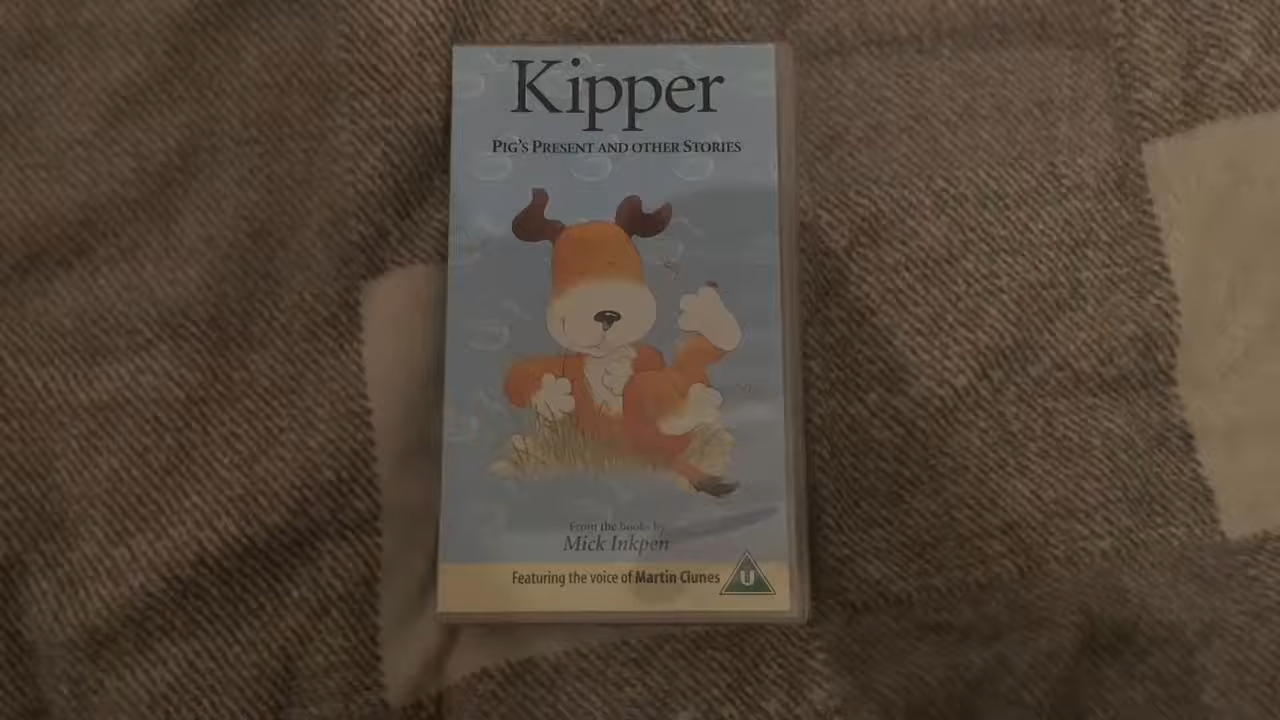 Kipper
PIG'S PRESENT AND OTHER STORIES
From the books by
Mick Inkpen
Featuring the voice of Martin Clunes
U